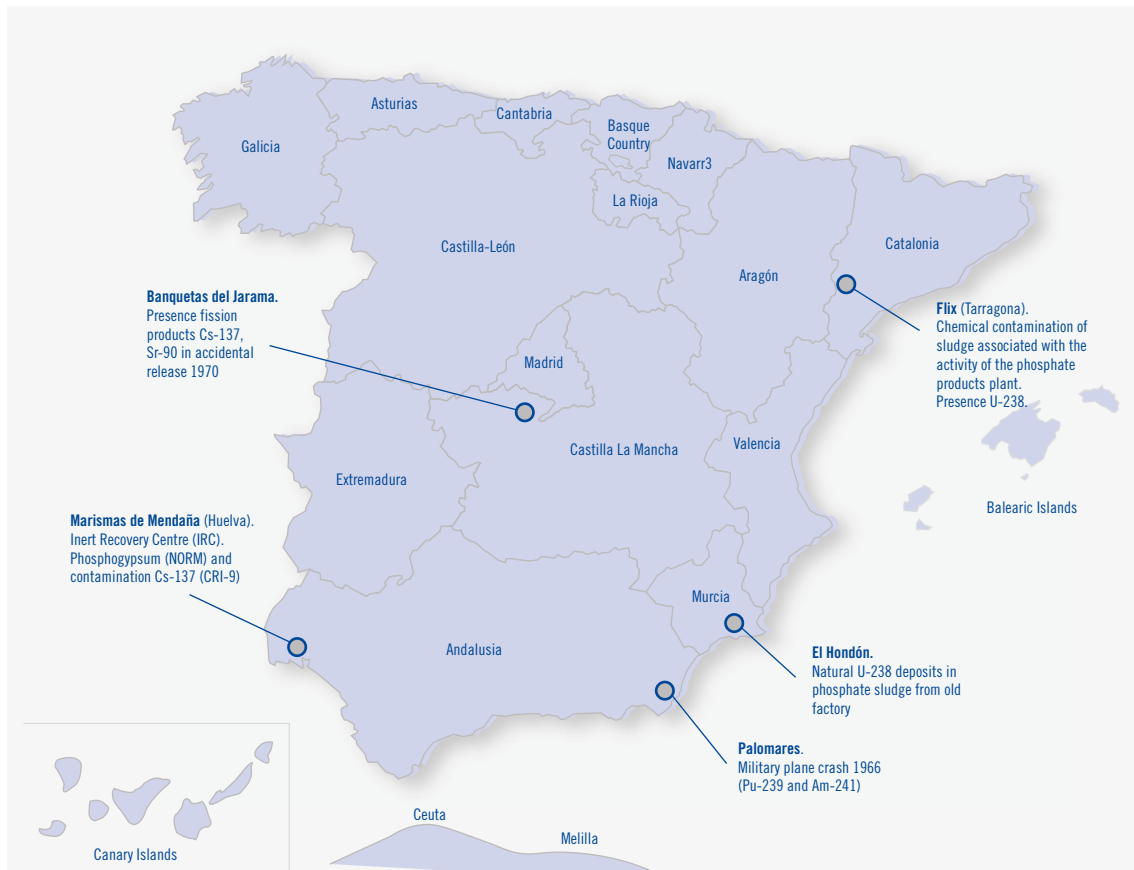 Asturias
Cantabria
Basque
Country
Galicia
Navarr3
La Rioja
Castilla-León
Catalonia
Aragón
Banquetas del Jarama.
Presence fission
products Cs-137,
Sr-90 in accidental
release 1970
Flix (Tarragona).
Chemical contamination of
sludge associated with the
activity of the phosphate
products plant.
Presence U-238.
Madrid
Castilla La Mancha
Valencia
Extremadura
Balearic Islands
Marismas de Mendaña (Huelva).
Inert Recovery Centre (IRC).
Phosphogypsum (NORM) and
contamination Cs-137 (CRI-9)
Murcia
Andalusia
El Hondón.
Natural U-238 deposits in
phosphate sludge from old
factory
Palomares.
Military plane crash 1966
(Pu-239 and Am-241)
Ceuta
Melilla
Canary Islands